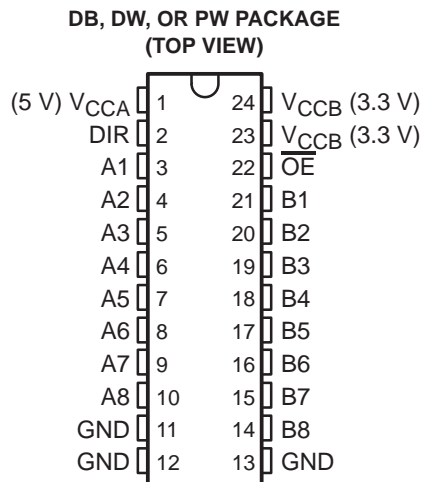 DB, DW, OR PW PACKAGE
(TOP VIEW)
(5 V) VCCA 1 24 VCCB (3.3 V)
DIR 2 23 VCCB (3.3 V)
A1 3 22 O̅E̅
A2 4 21 B1
A3 5 20 B2
A4 6 19 B3
A5 7 18 B4
A6 8 17 B5
A7 9 16 B6
A8 10 15 B7
GND 11 14 B8
GND 12 13 GND